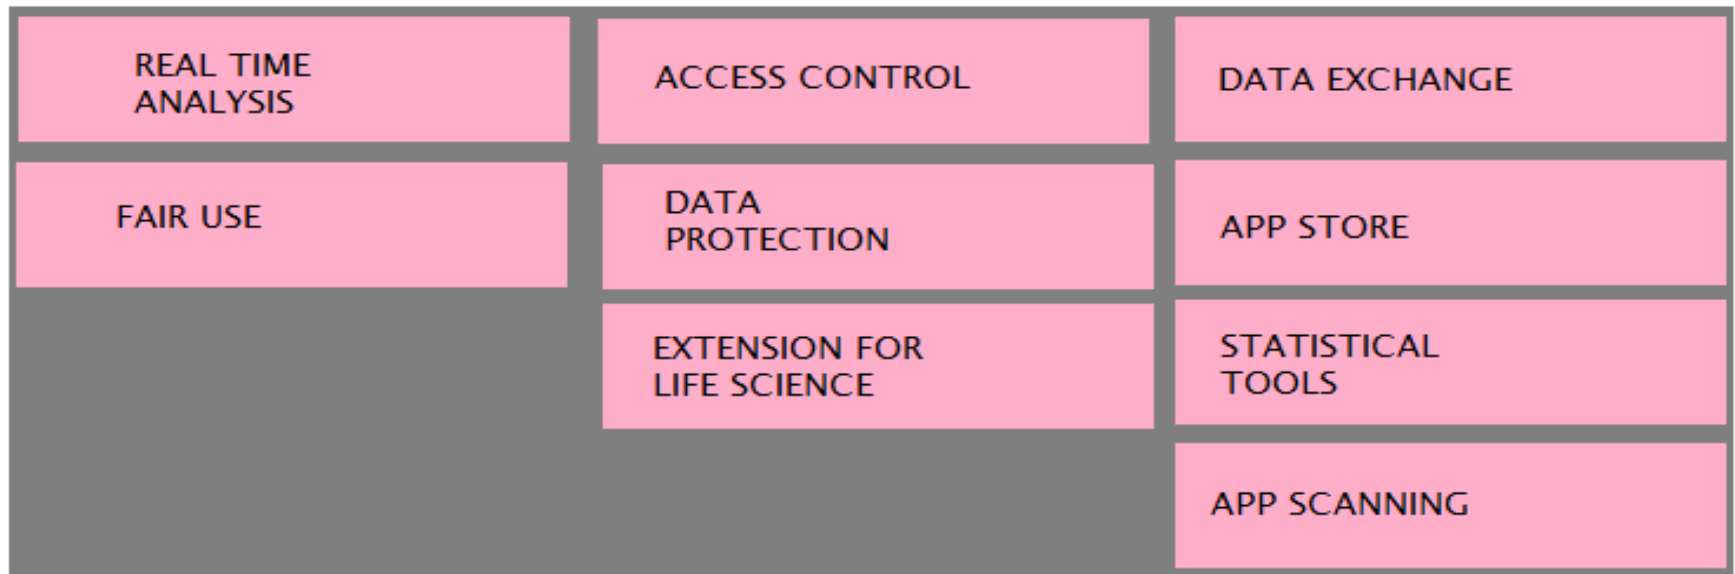 REAL TIME
ANALYSIS
ACCESS CONTROL
DATA EXCHANGE
FAIR USE
DATA
PROTECTION
APP STORE
EXTENSION FOR
LIFE SCIENCE
STATISTICAL
TOOLS
APP SCANNING